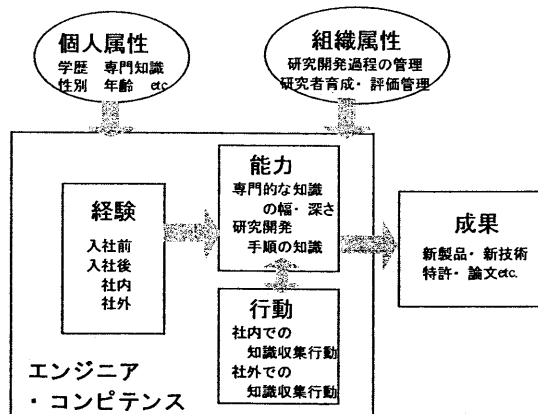 個人属性
学歴 専門知識
性別 年齢 etc
組織属性
研究開発過程の管理
研究者育成・評価管理
経験
入社前
入社後
社内
社外
能力
専門的な知識
の幅・深さ
研究開発
手順の知識
行動
社内での
知識収集行動
社外での
知識収集行動
成果
新製品・新技術
特許・論文etc.
エンジニア
・コンピテンス